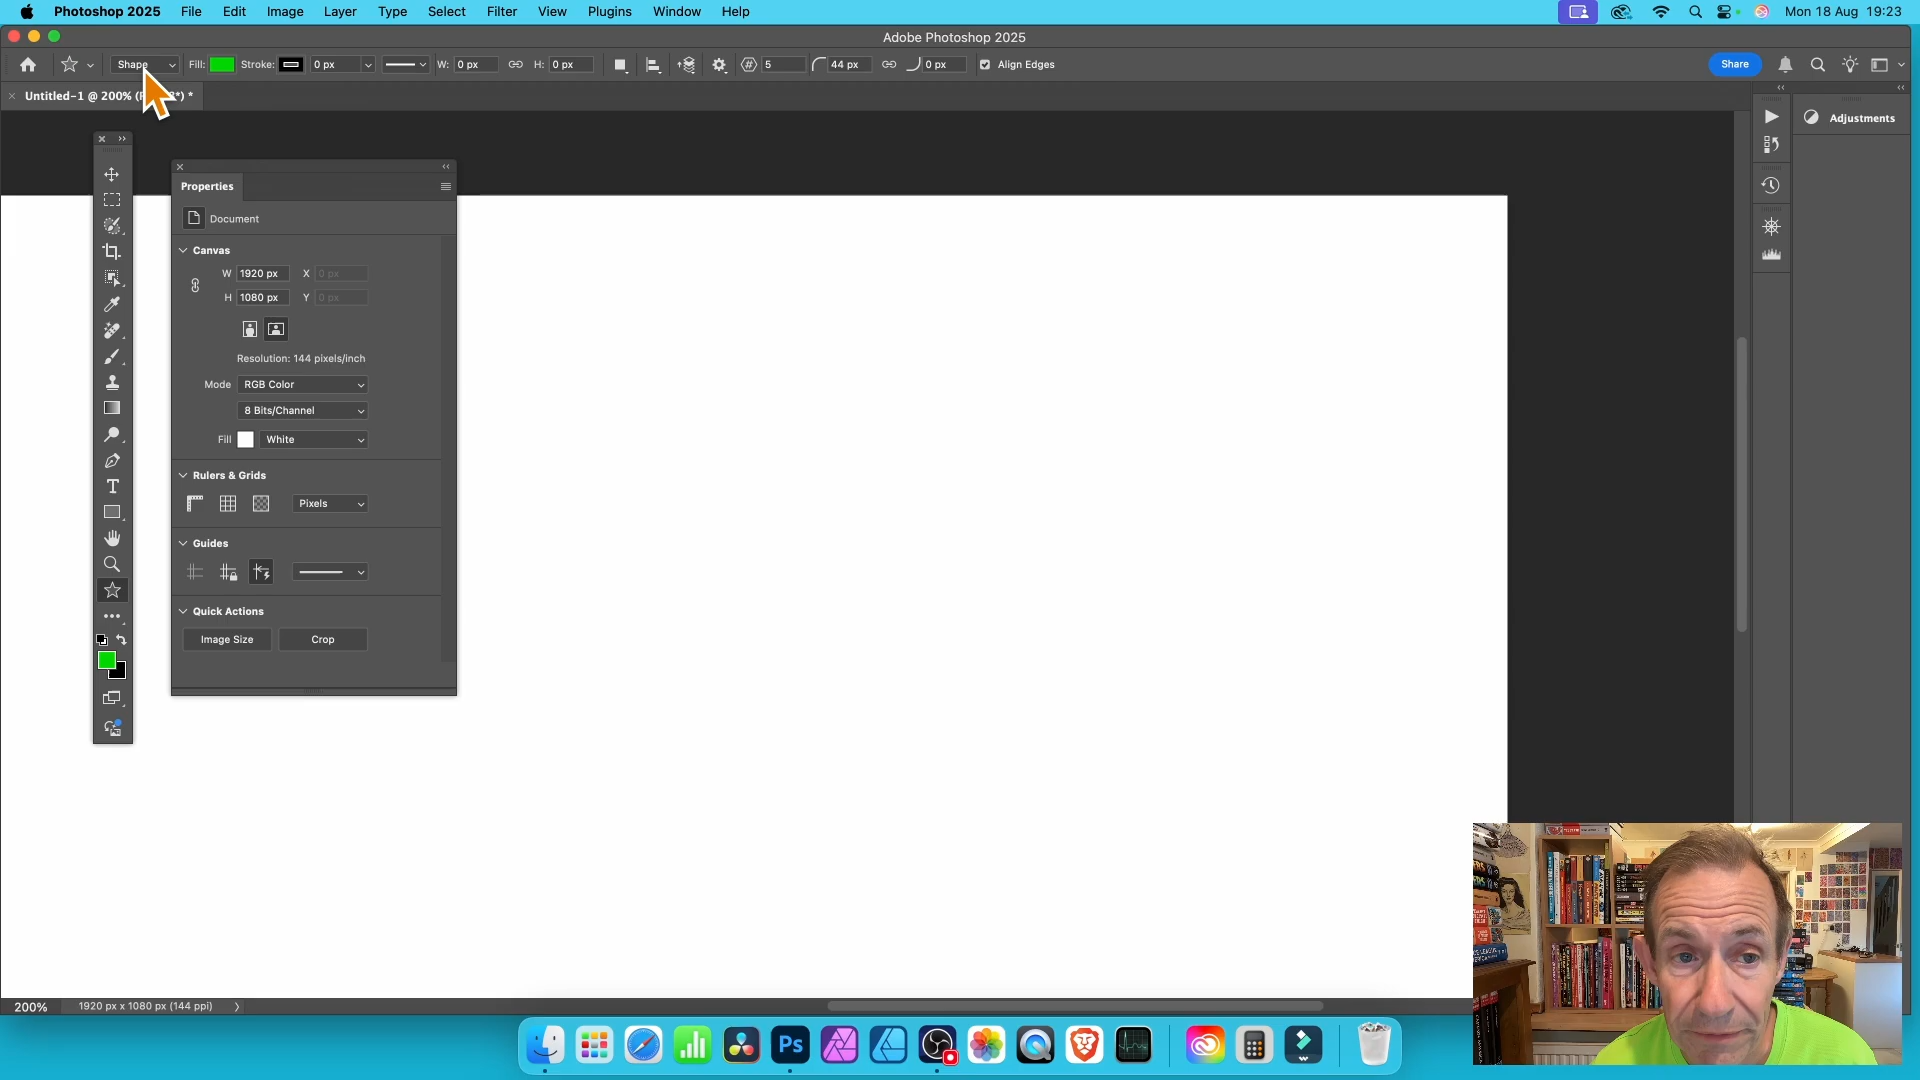 Photoshop 2025 File Edit Image Layer Type Select Filter View Plugins Window Help Mon 18 Aug 19:23
Adobe Photoshop 2025
Shape Fill: Stroke: 0 px W: 0 px H: 0 px 5 44 px 0 px Align Edges Share
Untitled-1 @ 200% ( *) *
Adjustments
Properties
Document
Canvas
W 1920 px X 0 px
H 1080 px Y 0 px
Resolution: 144 pixels/inch
Mode RGB Color
8 Bits/Channel
Fill White
Rulers & Grids
Pixels
Guides
Quick Actions
Image Size Crop
200% 1920 px x 1080 px (144 ppi)
Ps